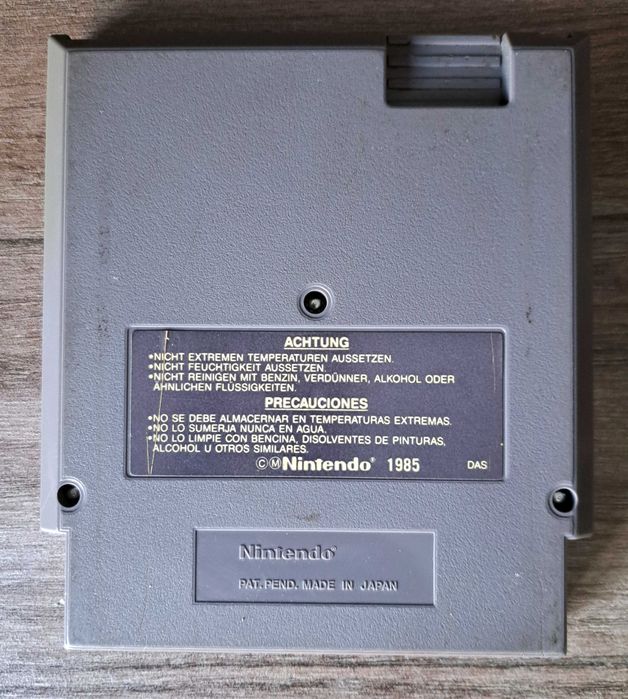 ACHTUNG
•NICHT EXTREMEN TEMPERATUREN AUSSETZEN.
•NICHT FEUCHTIGKEIT AUSSETZEN.
•NICHT REINIGEN MIT BENZIN, VERDÜNNER, ALKOHOL ODER
ÄHNLICHEN FLÜSSIGKEITEN.
PRECAUCIONES
•NO SE DEBE ALMACERNAR EN TEMPERATURAS EXTREMAS.
•NO LO SUMERJA NUNCA EN AGUA.
•NO LO LIMPIE CON BENCINA, DISOLVENTES DE PINTURAS,
ALCOHOL U OTROS SIMILARES.
©Ⓜ Nintendo® 1985 DAS
Nintendo®
PAT. PEND. MADE IN JAPAN